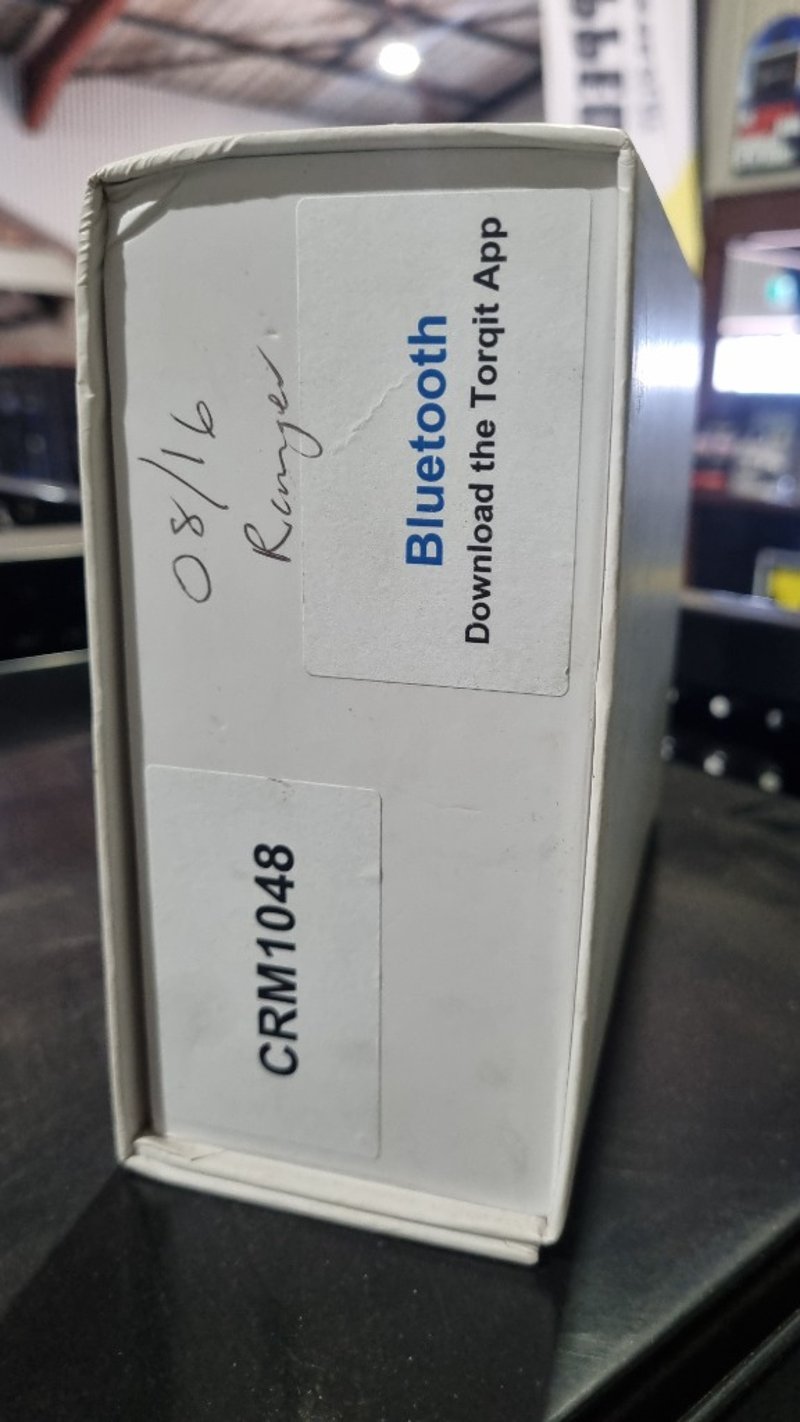 08/16
Ranger
Bluetooth
Download the Torqit App
CRM1048